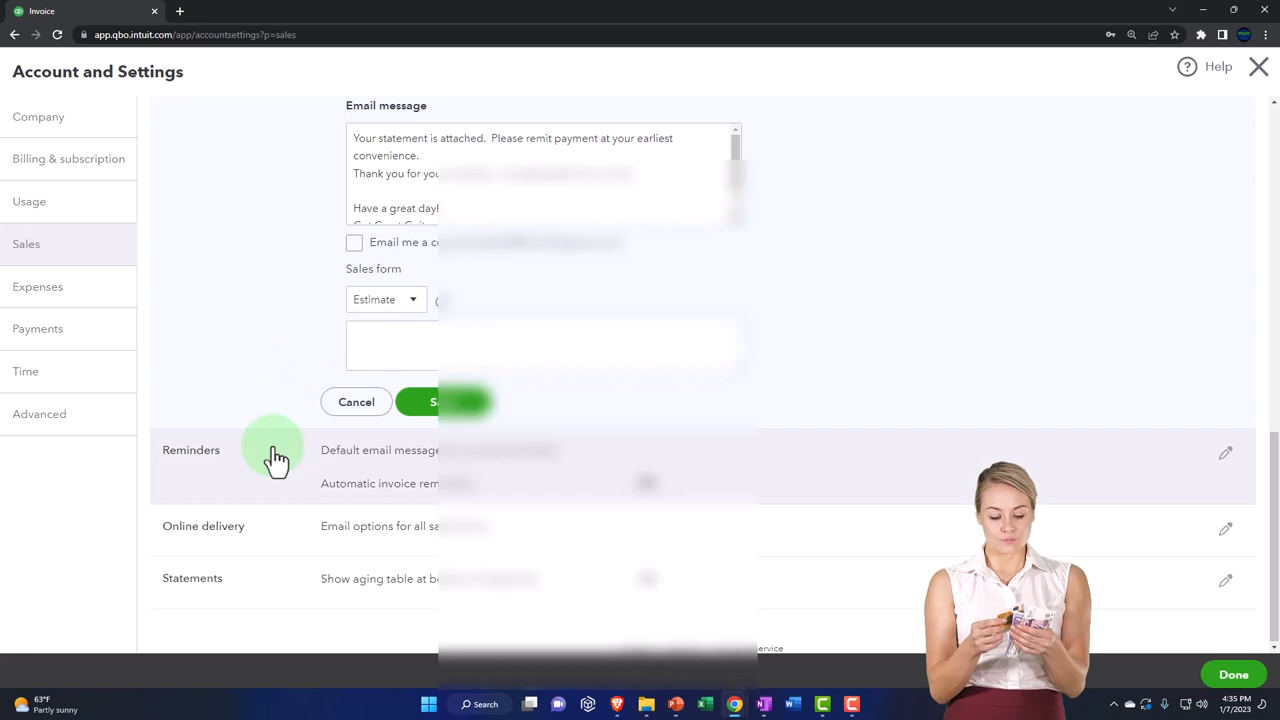 Invoice
app.qbo.intuit.com/app/accountsettings?p=sales
Account and Settings
Help
Company
Billing & subscription
Usage
Sales
Expenses
Payments
Time
Advanced
Email message
Your statement is attached. Please remit payment at your earliest
convenience.
Thank you for
Have a great day!
Email me a
Sales form
Estimate
Cancel
Reminders
Default email message
Automatic invoice
Online delivery
Email options for all
Statements
Show aging table at
Done
63°F
Partly sunny
Search
4:35 PM
1/7/2023